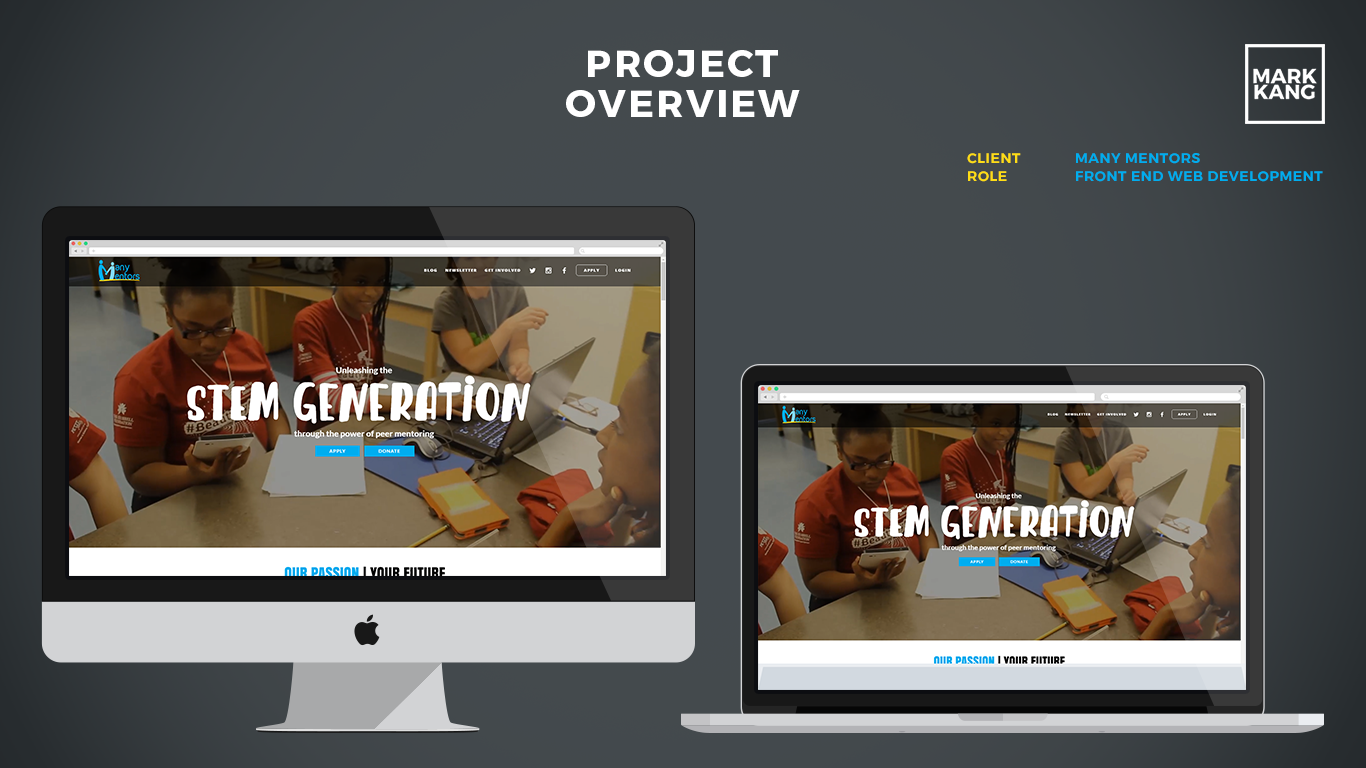 PROJECT
OVERVIEW
MARK
KANG
CLIENT MANY MENTORS
ROLE FRONT END WEB DEVELOPMENT
Many
Mentors
BLOG NEWSLETTER GET INVOLVED APPLY LOGIN
Unleashing the
STEM GENERATION
through the power of peer mentoring
APPLY DONATE
OUR PASSION | YOUR FUTURE
Many
Mentors
BLOG NEWSLETTER GET INVOLVED APPLY LOGIN
Unleashing the
STEM GENERATION
through the power of peer mentoring
APPLY DONATE
OUR PASSION | YOUR FUTURE